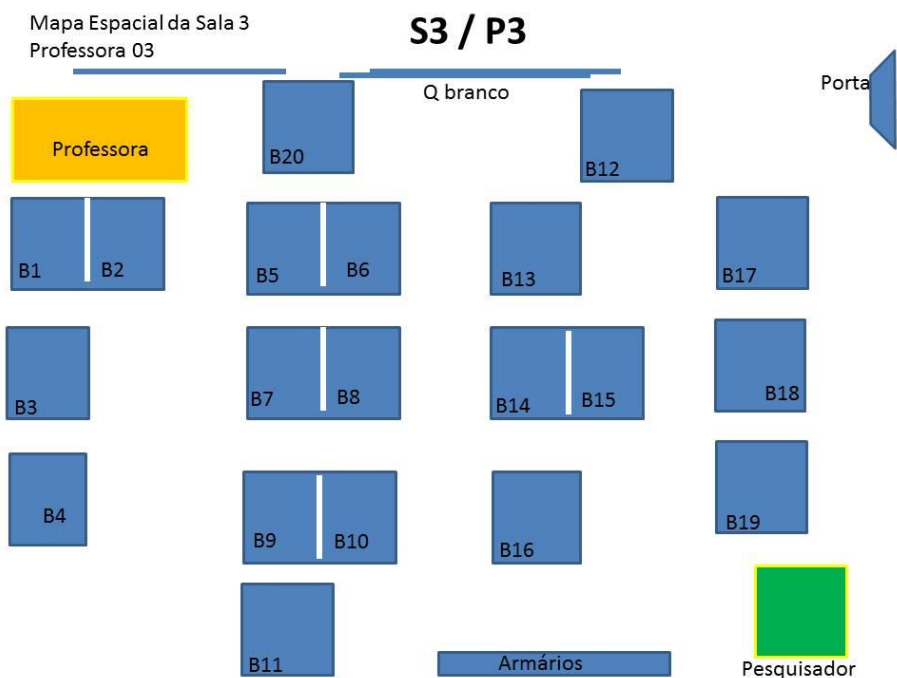 Mapa Espacial da Sala 3
Professora 03
S3 / P3
Q branco
Porta
Professora
B20
B12
B1
B2
B5
B6
B13
B17
B3
B7
B8
B14
B15
B18
B4
B9
B10
B16
B19
B11
Armários
Pesquisador